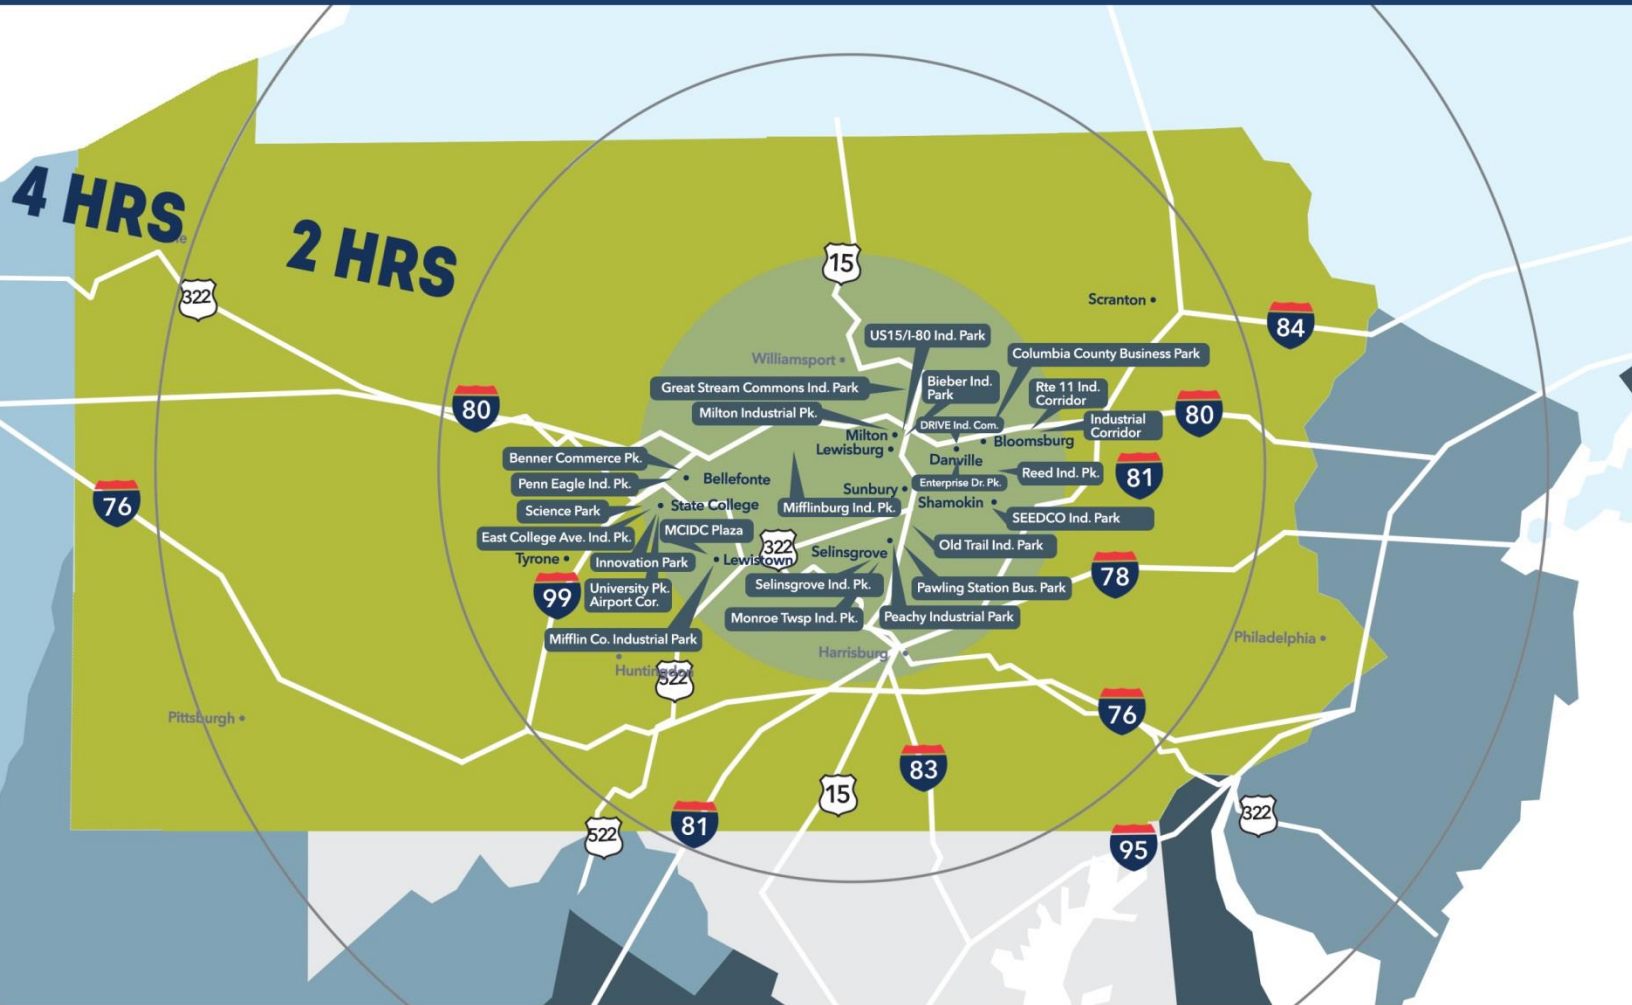 4 HRS
2 HRS
322
15
Scranton
84
US15/I-80 Ind. Park
Williamsport
Columbia County Business Park
Great Stream Commons Ind. Park
Bieber Ind.
Park
Rte 11 Ind.
Corridor
80
Milton Industrial Pk.
DRIVE Ind. Com.
Industrial
Corridor
80
Milton
Lewisburg
Bloomsburg
Danville
Benner Commerce Pk.
Bellefonte
Reed Ind. Pk.
81
Penn Eagle Ind. Pk.
Enterprise Dr. Pk.
Sunbury
76
Science Park
State College
Mifflinburg Ind. Pk.
Shamokin
SEEDCO Ind. Park
East College Ave. Ind. Pk.
MCIDC Plaza
322
Selinsgrove
Old Trail Ind. Park
Tyrone
Innovation Park
Lewistown
78
99
University Pk.
Airport Cor.
Selinsgrove Ind. Pk.
Pawling Station Bus. Park
Monroe Twsp Ind. Pk.
Peachy Industrial Park
Mifflin Co. Industrial Park
Philadelphia
Harrisburg
Huntingdon
522
Pittsburgh
76
83
15
81
522
322
95